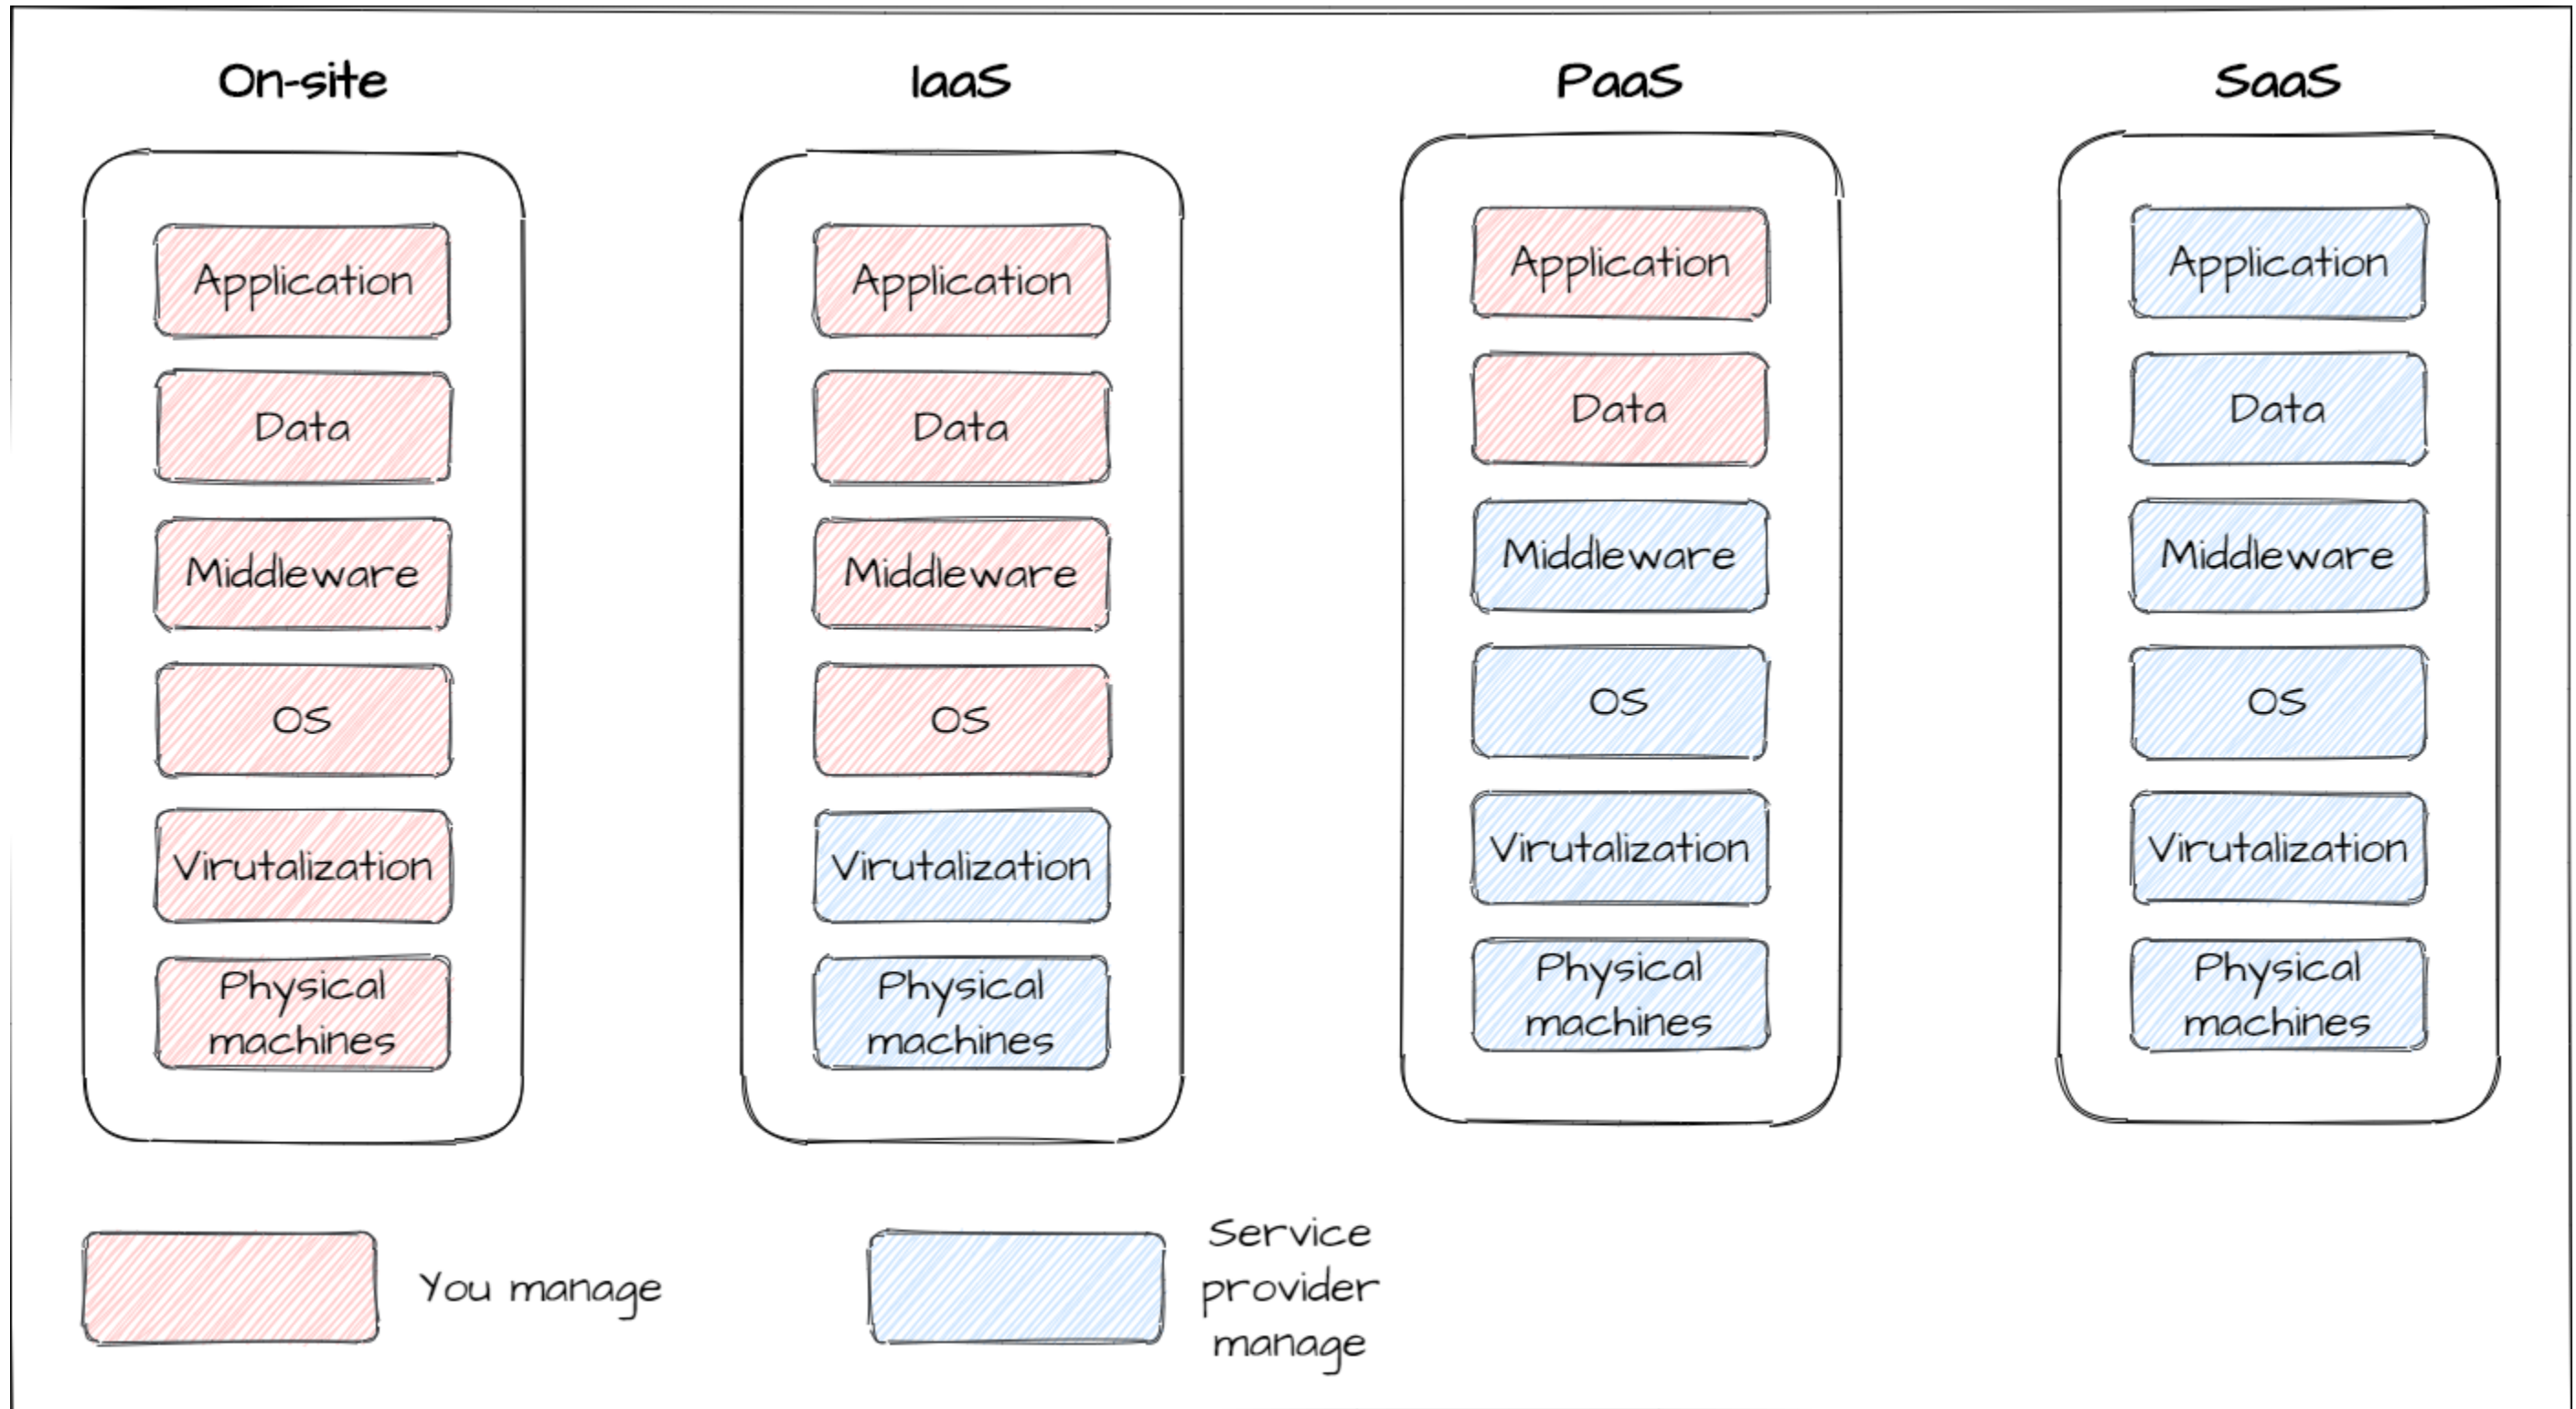 On-site
IaaS
PaaS
SaaS
Application
Data
Middleware
OS
Virutalization
Physical
machines
Application
Data
Middleware
OS
Virutalization
Physical
machines
Application
Data
Middleware
OS
Virutalization
Physical
machines
Application
Data
Middleware
OS
Virutalization
Physical
machines
You manage
Service
provider
manage